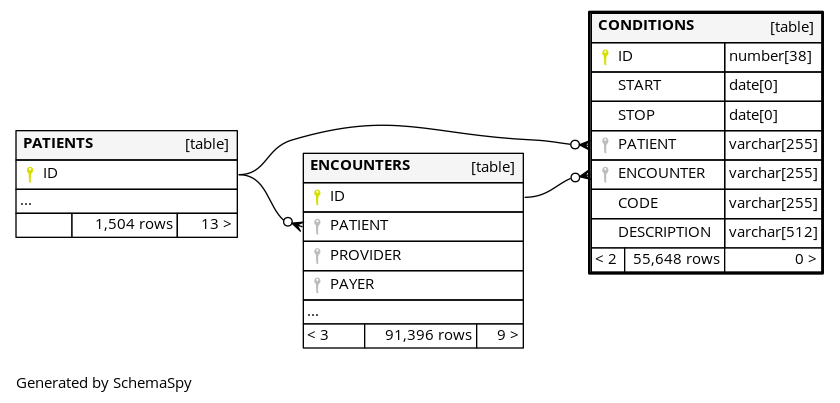 CONDITIONS [table]
ID number[38]
START date[0]
STOP date[0]
PATIENT varchar[255]
ENCOUNTER varchar[255]
CODE varchar[255]
DESCRIPTION varchar[512]
< 2 55,648 rows 0 >
PATIENTS [table]
ID
...
1,504 rows 13 >
ENCOUNTERS [table]
ID
PATIENT
PROVIDER
PAYER
...
< 3 91,396 rows 9 >
Generated by SchemaSpy